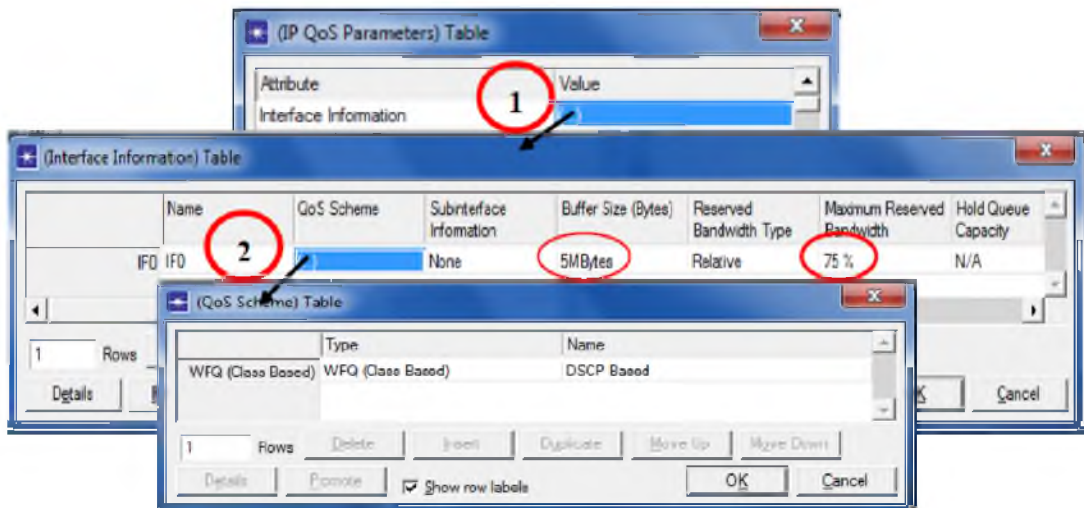 (IP QoS Parameters) Table
Attribute Value
Interface Information
1
(Interface Information) Table
Name QoS Scheme Subinterface Information Buffer Size (Bytes) Reserved Bandwidth Type Maximum Reserved Bandwidth Hold Queue Capacity
IF0 IF0 2 None 5MBytes Relative 75 % N/A
1 Rows
Details Cancel
(QoS Scheme) Table
Type Name
WFQ (Class Based) WFQ (Class Based) DSCP Based
1 Rows Delete Insert Duplicate Move Up Move Down
Details Promote Show row labels OK Cancel